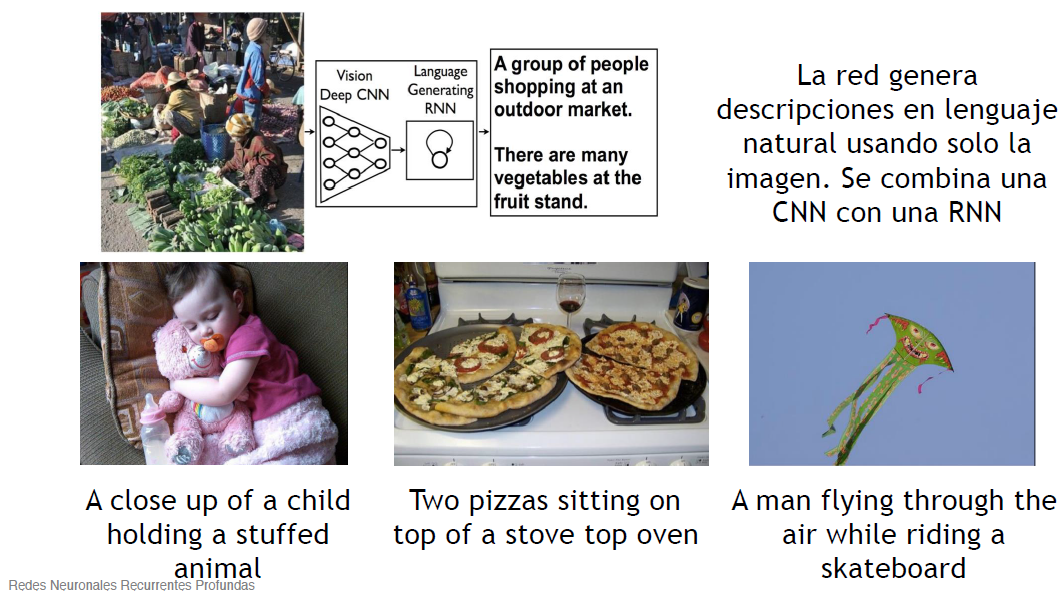 Vision
Deep CNN
Language
Generating
RNN
A group of people
shopping at an
outdoor market.
There are many
vegetables at the
fruit stand.
La red genera
descripciones en lenguaje
natural usando solo la
imagen. Se combina una
CNN con una RNN
A close up of a child
holding a stuffed
animal
Two pizzas sitting on
top of a stove top oven
A man flying through the
air while riding a
skateboard
Redes Neuronales Recurrentes Profundas